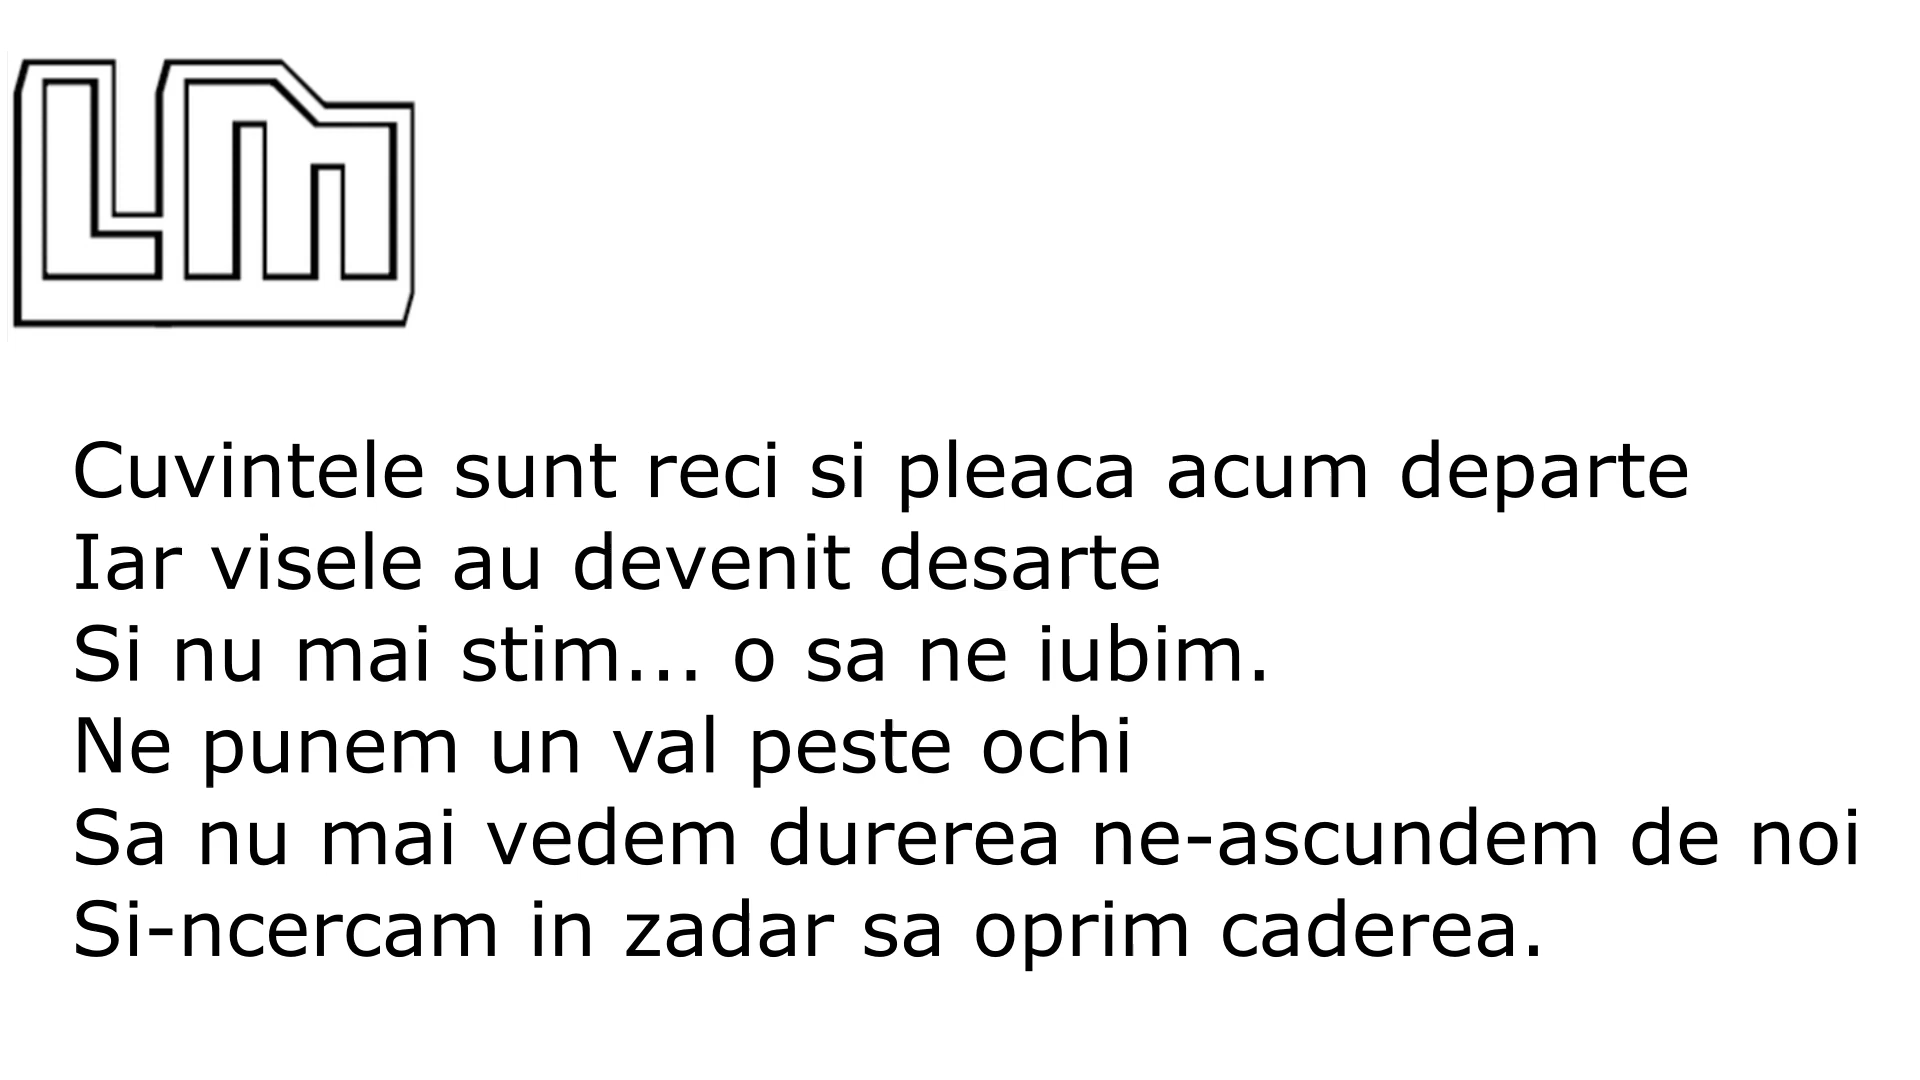 LM
Cuvintele sunt reci si pleaca acum departe
Iar visele au devenit desarte
Si nu mai stim... o sa ne iubim.
Ne punem un val peste ochi
Sa nu mai vedem durerea ne-ascundem de noi
Si-ncercam in zadar sa oprim caderea.